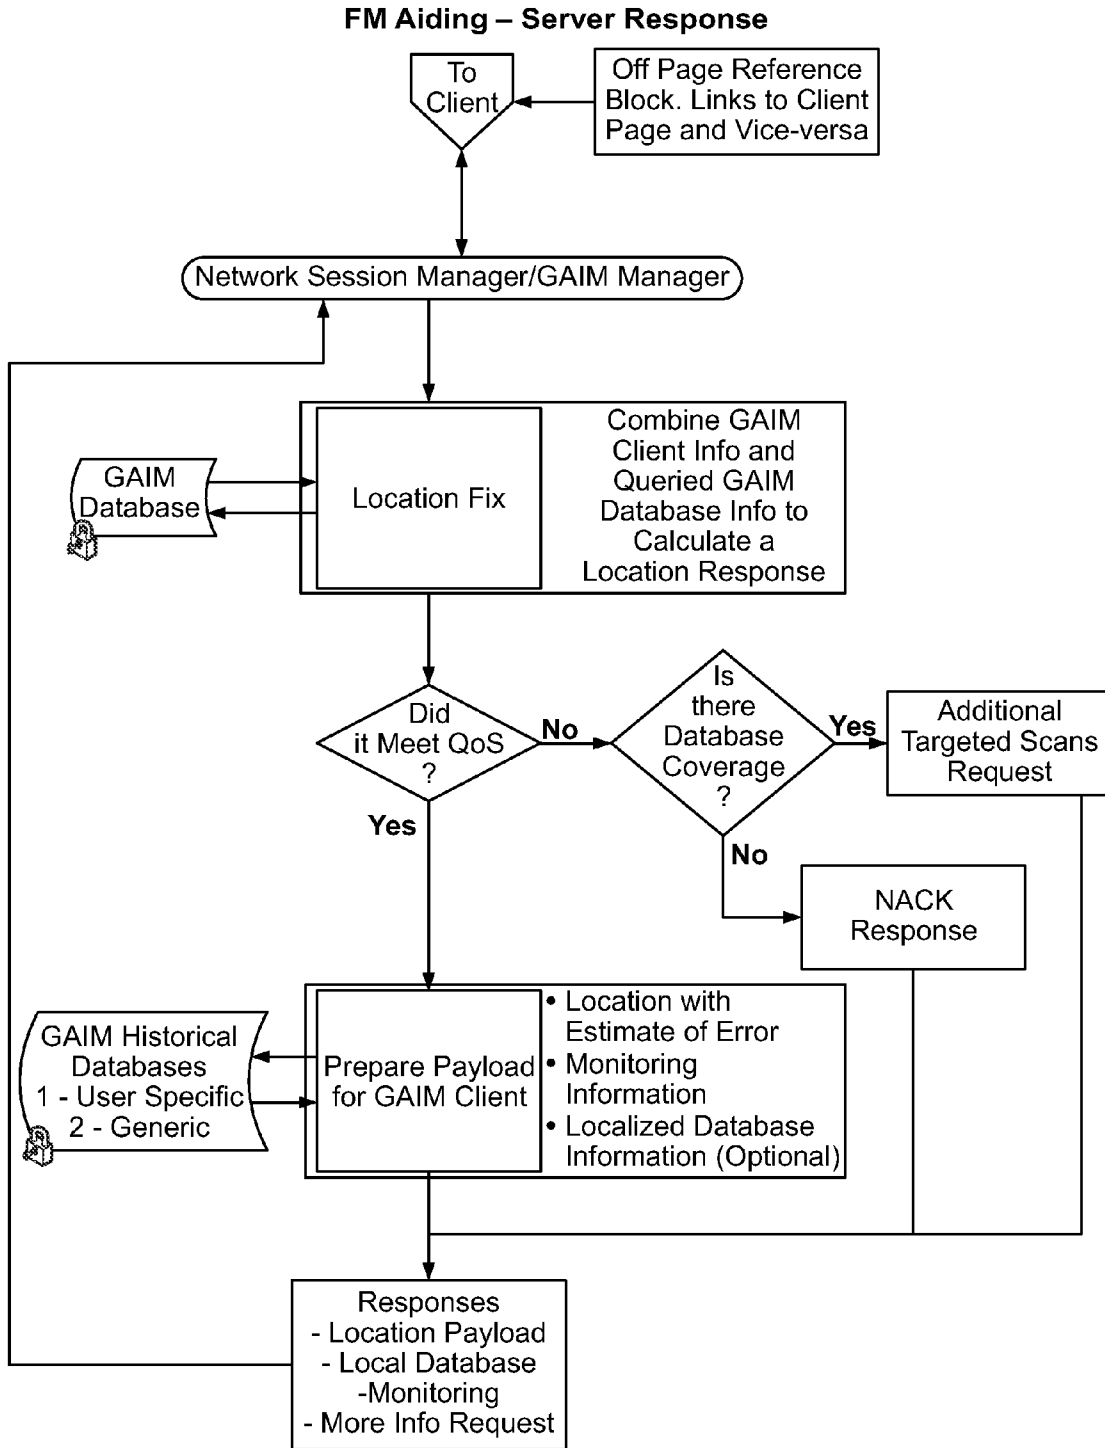 FM Aiding – Server Response
To
Client
Off Page Reference
Block. Links to Client
Page and Vice-versa
Network Session Manager/GAIM Manager
GAIM
Database
Location Fix
Combine GAIM
Client Info and
Queried GAIM
Database Info to
Calculate a
Location Response
Did
it Meet QoS
?
No
Yes
Is
there
Database
Coverage
?
Yes
No
Additional
Targeted Scans
Request
NACK
Response
GAIM Historical
Databases
1 - User Specific
2 - Generic
Prepare Payload
for GAIM Client
• Location with
Estimate of Error
• Monitoring
Information
• Localized Database
Information (Optional)
Responses
- Location Payload
- Local Database
-Monitoring
- More Info Request